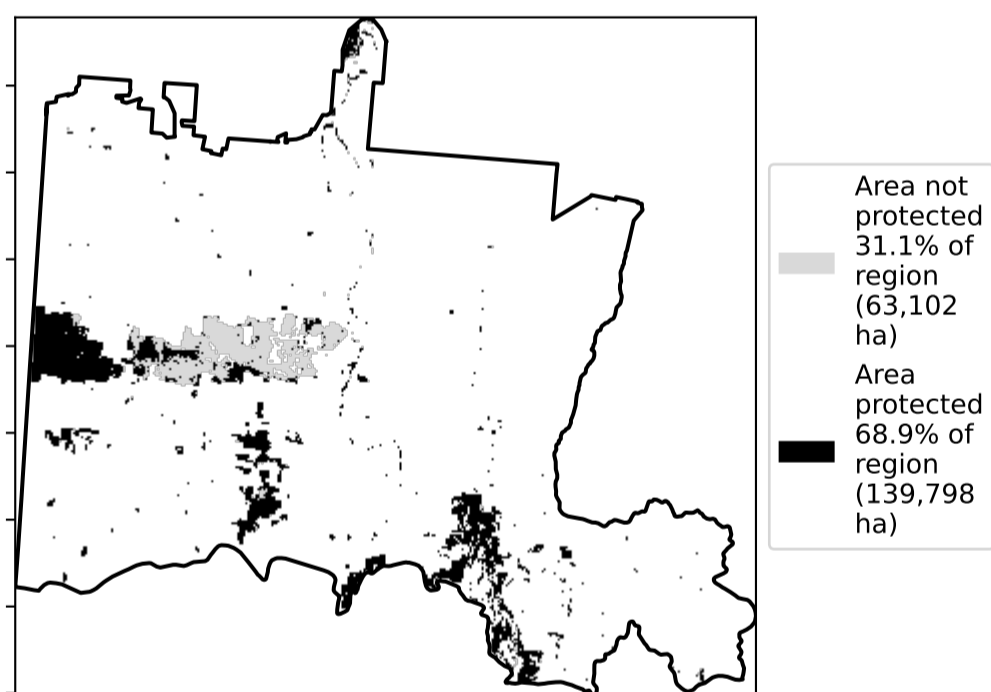 Area not
protected
31.1% of
region
(63,102
ha)
Area
protected
68.9% of
region
(139,798
ha)